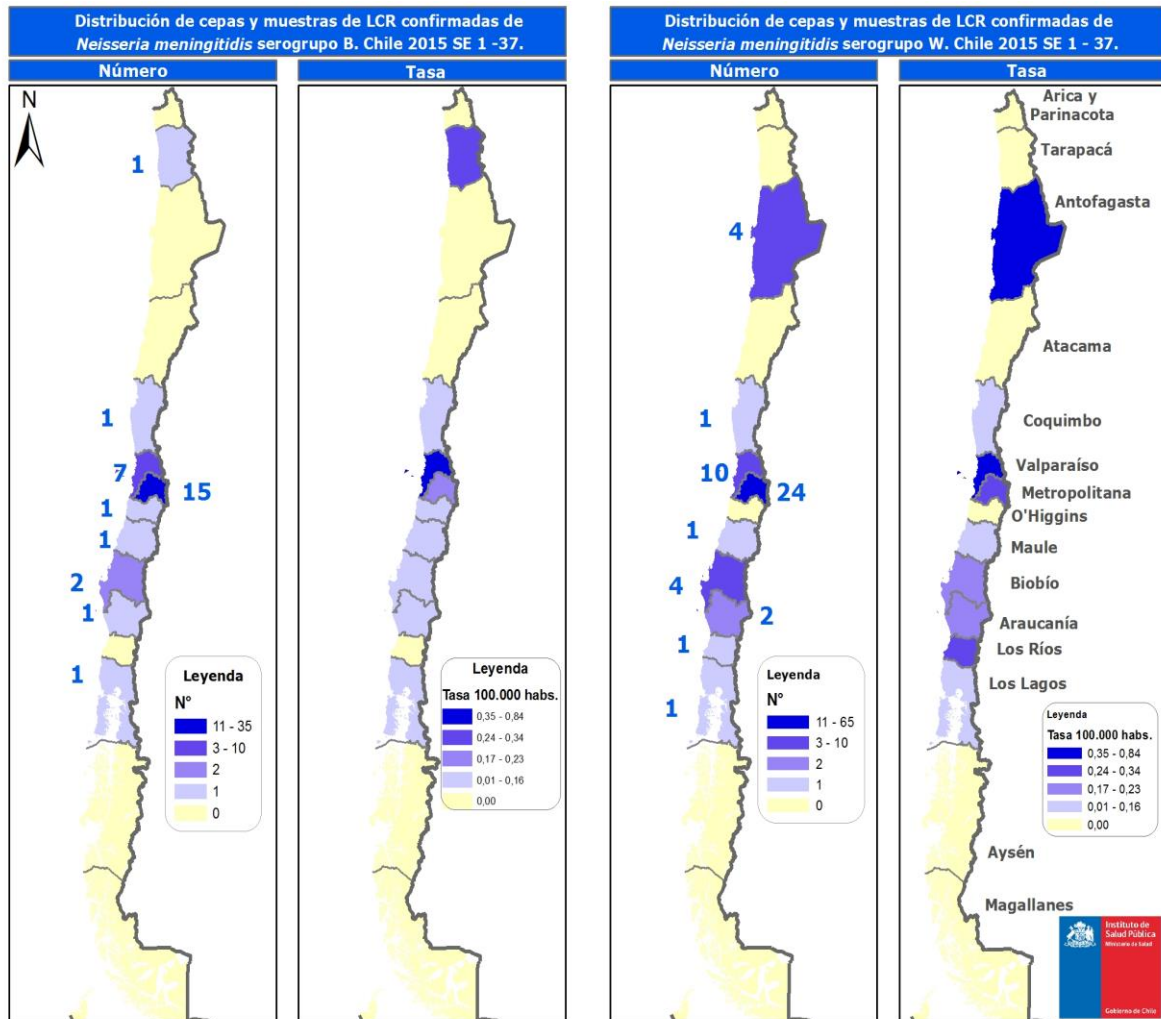 Distribución de cepas y muestras de LCR confirmadas de
Neisseria meningitidis serogrupo B. Chile 2015 SE 1 -37.
Número
Tasa
N
1
1
7
15
1
1
2
1
1
Leyenda
N°
11 - 35
3 - 10
2
1
0
Leyenda
Tasa 100.000 habs.
0,35 - 0,84
0,24 - 0,34
0,17 - 0,23
0,01 - 0,16
0,00
Distribución de cepas y muestras de LCR confirmadas de
Neisseria meningitidis serogrupo W. Chile 2015 SE 1 - 37.
Número
Tasa
4
1
10
24
1
4
2
1
1
Leyenda
N°
11 - 65
3 - 10
2
1
0
Arica y
Parinacota
Tarapacá
Antofagasta
Atacama
Coquimbo
Valparaíso
Metropolitana
O'Higgins
Maule
Biobío
Araucanía
Los Ríos
Los Lagos
Leyenda
Tasa 100.000 habs.
0,35 - 0,84
0,24 - 0,34
0,17 - 0,23
0,01 - 0,16
0,00
Aysén
Magallanes
Instituto de
Salud Pública
Ministerio de Salud
Gobierno de Chile